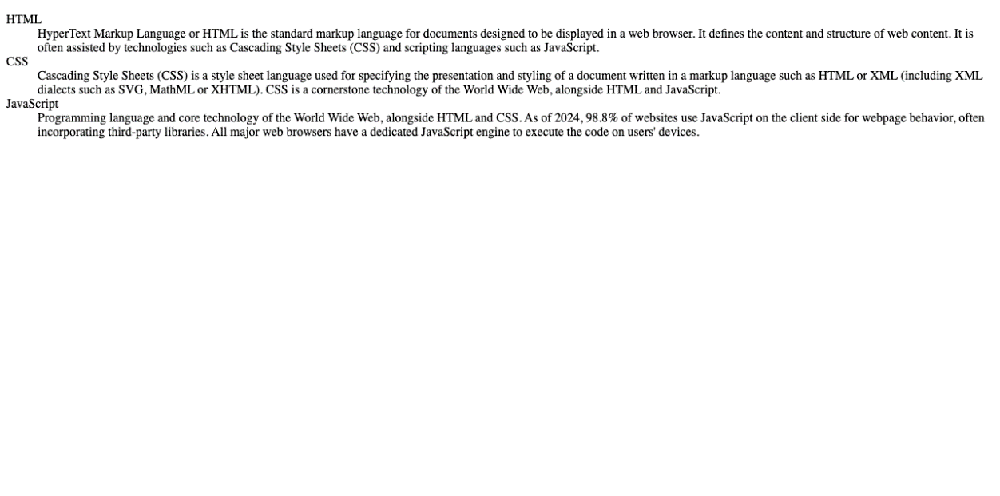 HTML
HyperText Markup Language or HTML is the standard markup language for documents designed to be displayed in a web browser. It defines the content and structure of web content. It is
often assisted by technologies such as Cascading Style Sheets (CSS) and scripting languages such as JavaScript.
CSS
Cascading Style Sheets (CSS) is a style sheet language used for specifying the presentation and styling of a document written in a markup language such as HTML or XML (including XML
dialects such as SVG, MathML or XHTML). CSS is a cornerstone technology of the World Wide Web, alongside HTML and JavaScript.
JavaScript
Programming language and core technology of the World Wide Web, alongside HTML and CSS. As of 2024, 98.8% of websites use JavaScript on the client side for webpage behavior, often
incorporating third-party libraries. All major web browsers have a dedicated JavaScript engine to execute the code on users' devices.